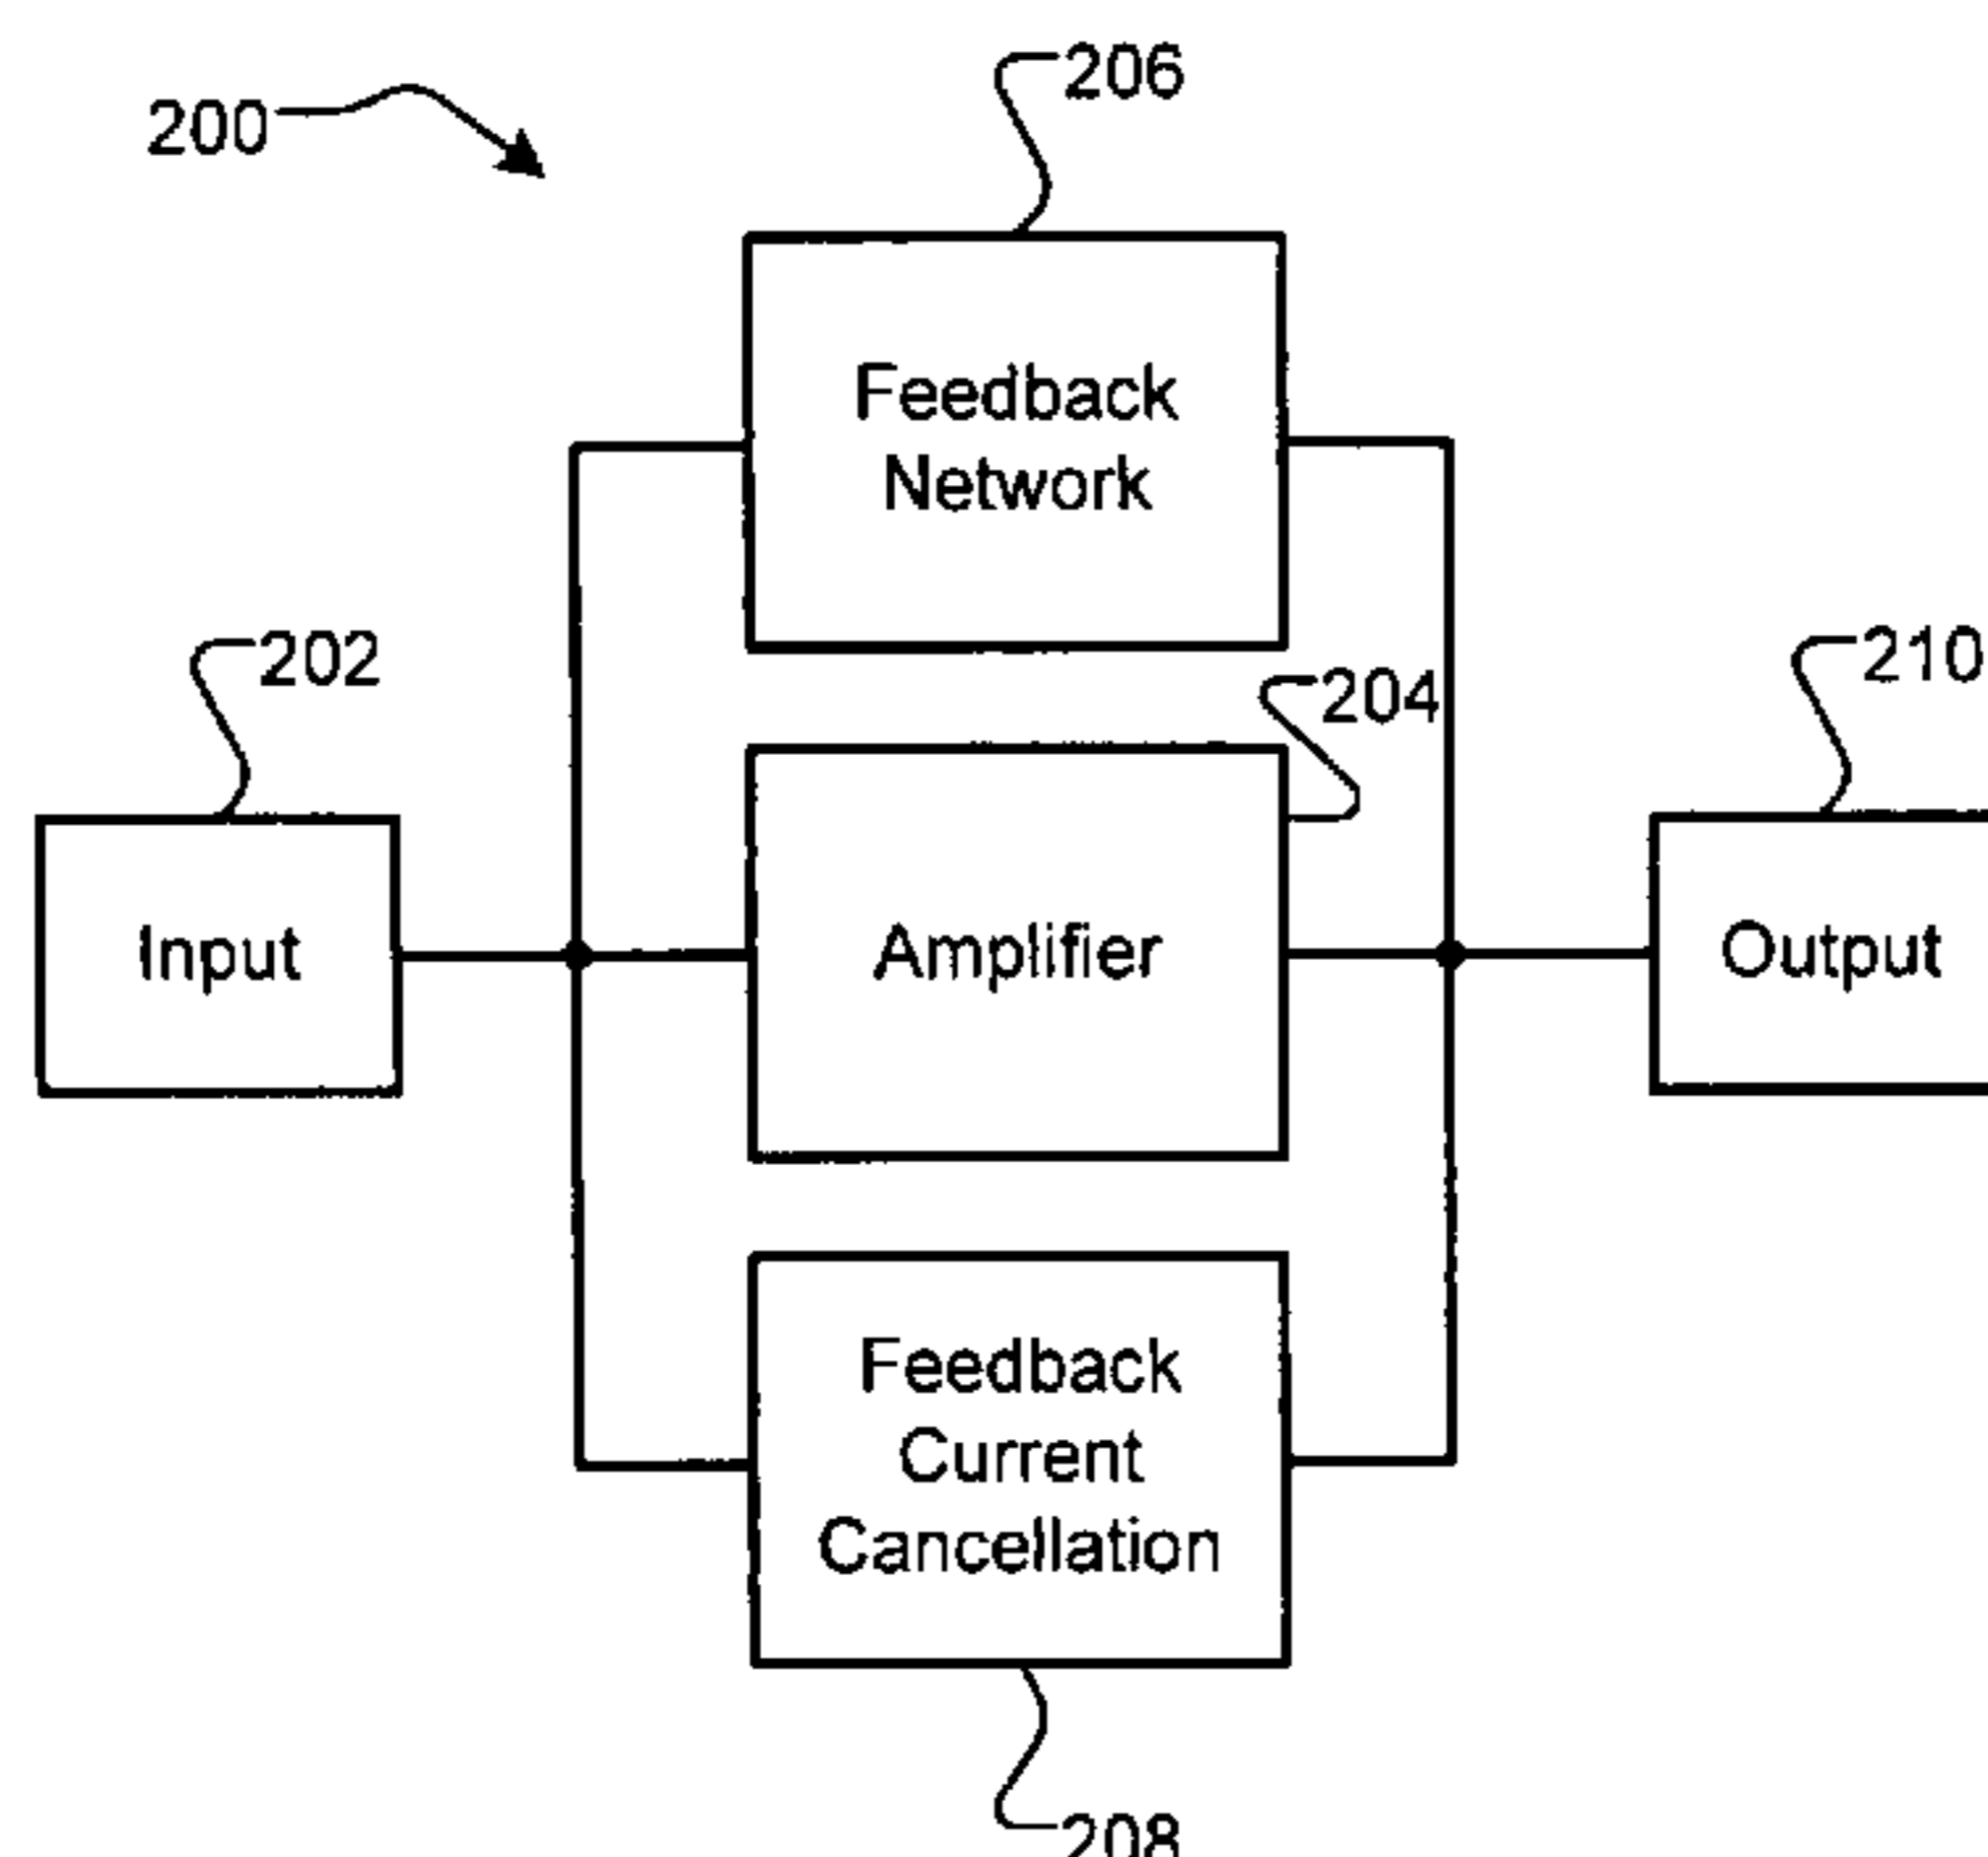 206
200
Feedback
Network
202
204
210
Input
Amplifier
Output
Feedback
Current
Cancellation
208